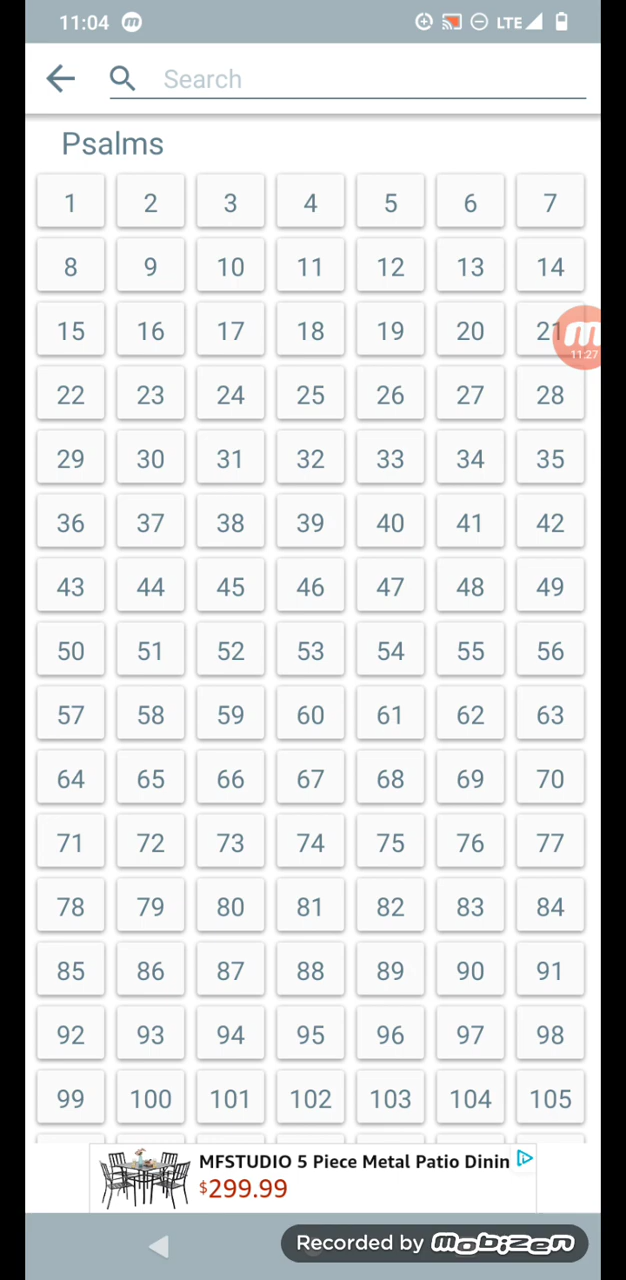 11:04 m LTE
Search
Psalms
1 2 3 4 5 6 7
8 9 10 11 12 13 14
15 16 17 18 19 20 21
m
11:27
22 23 24 25 26 27 28
29 30 31 32 33 34 35
36 37 38 39 40 41 42
43 44 45 46 47 48 49
50 51 52 53 54 55 56
57 58 59 60 61 62 63
64 65 66 67 68 69 70
71 72 73 74 75 76 77
78 79 80 81 82 83 84
85 86 87 88 89 90 91
92 93 94 95 96 97 98
99 100 101 102 103 104 105
MFSTUDIO 5 Piece Metal Patio Dinin
$299.99
Recorded by mobizen